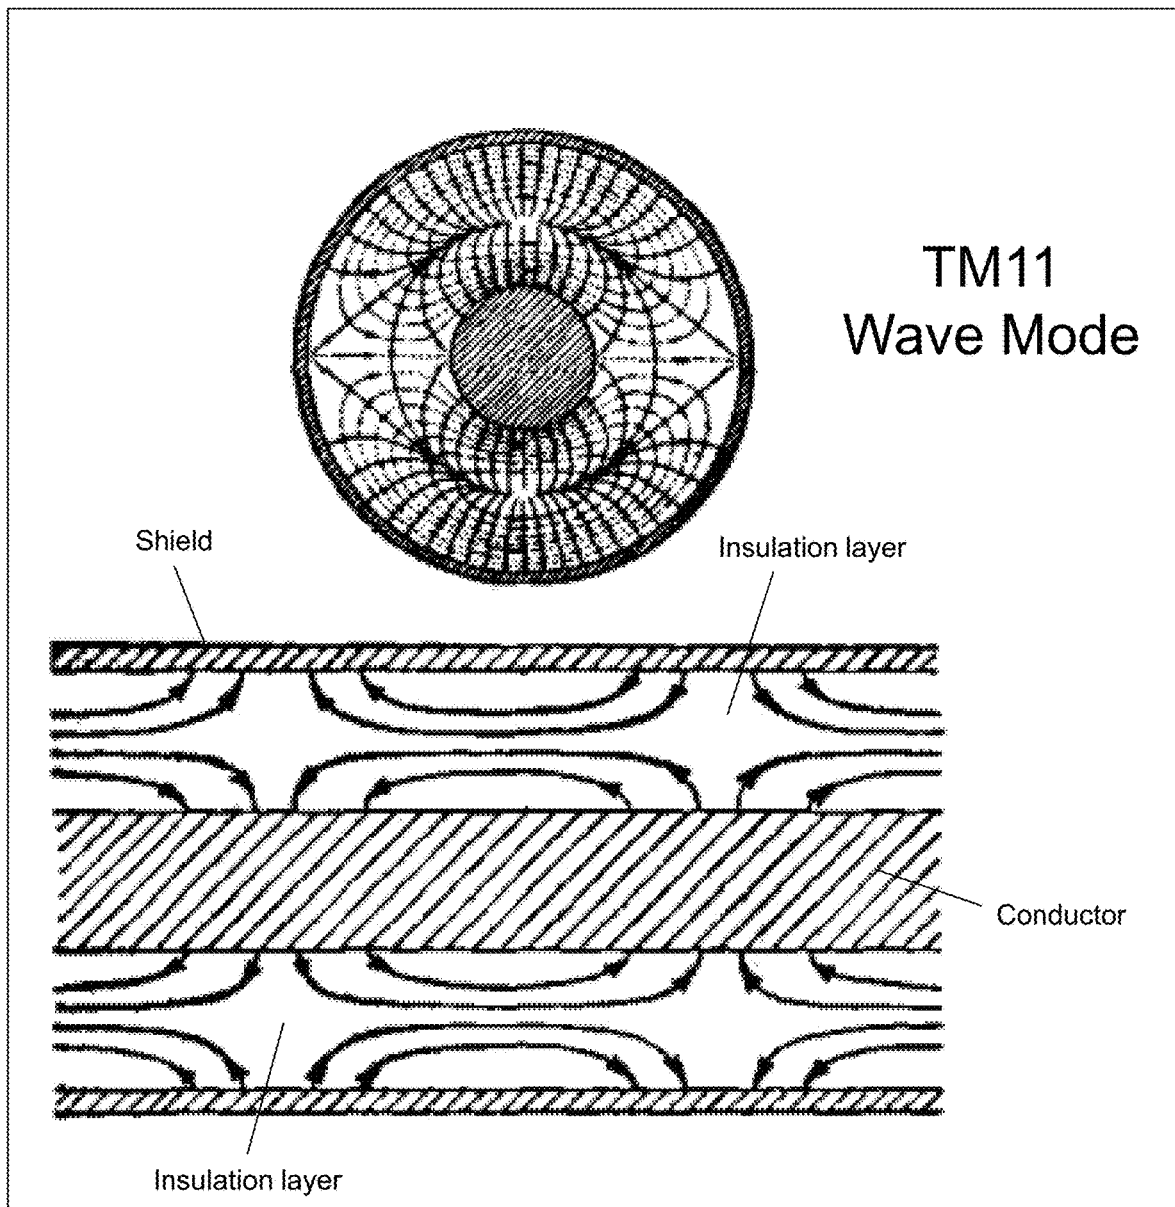 TM11
Wave Mode
Shield
Insulation layer
Conductor
Insulation layer